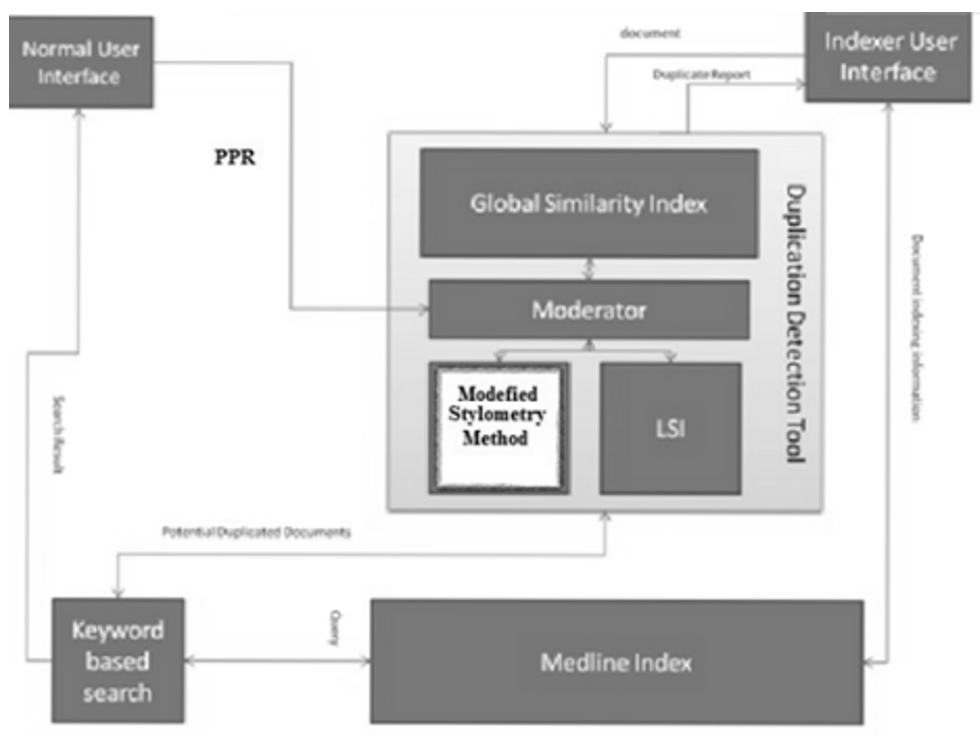 Normal User
Interface
document
Indexer User
Interface
Duplicate Report
PPR
Global Similarity Index
Duplication Detection Tool
Moderator
Document indexing information
Modefied
Stylometry
Method
LSI
Search Result
Potential Duplicated Documents
Keyword
based
search
Query
Medline Index